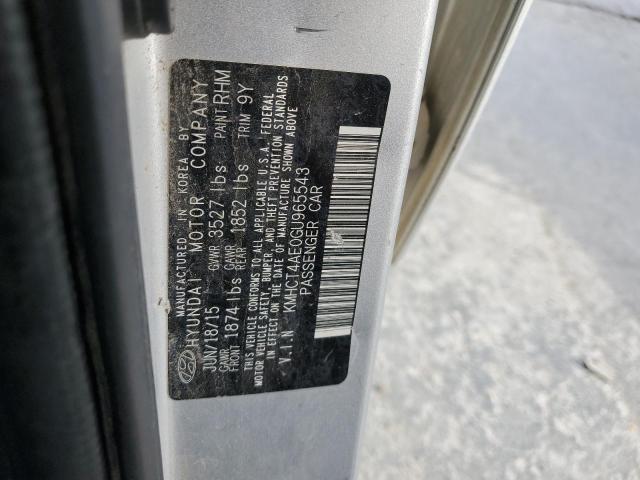 MANUFACTURED IN KOREA BY
HYUNDAI MOTOR COMPANY
JUN/18/15 GVWR 3527 lbs PAINT RHM
GAWR FRONT 1874 lbs GAWR REAR 1852 lbs TRIM 9Y
THIS VEHICLE CONFORMS TO ALL APPLICABLE U.S.A. FEDERAL
MOTOR VEHICLE SAFETY, BUMPER, AND THEFT PREVENTION STANDARDS
IN EFFECT ON THE DATE OF MANUFACTURE SHOWN ABOVE
V.I.N KMHCT4AE0GU965543
PASSENGER CAR